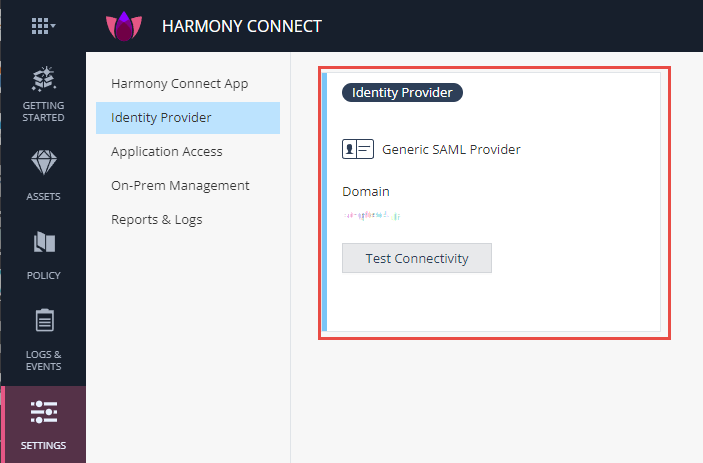 HARMONY CONNECT
GETTING
STARTED
ASSETS
POLICY
LOGS &
EVENTS
SETTINGS
Harmony Connect App
Identity Provider
Application Access
On-Prem Management
Reports & Logs
Identity Provider
Generic SAML Provider
Domain
Test Connectivity